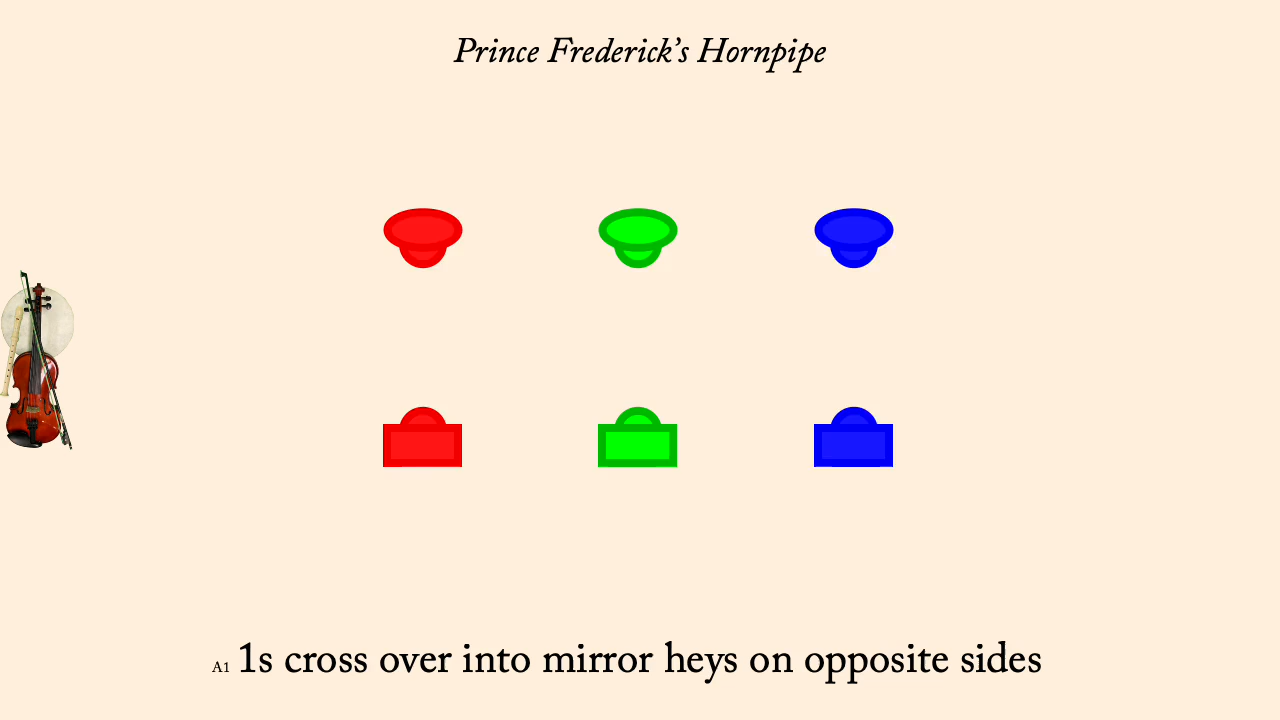 Prince Frederick’s Hornpipe
A1 1s cross over into mirror heys on opposite sides